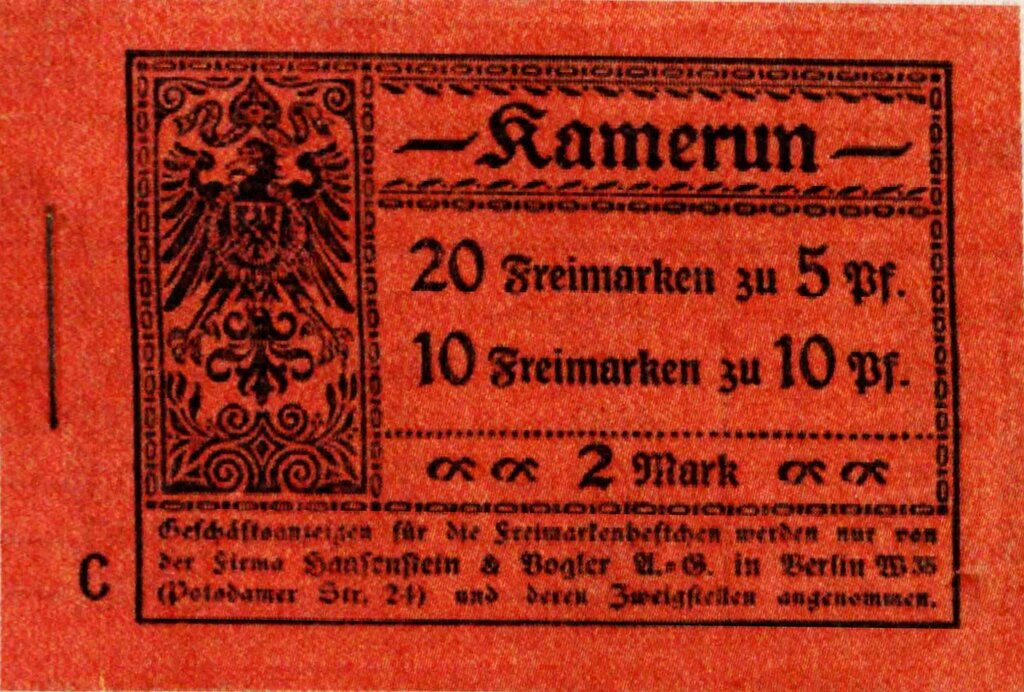 — Kamerun —
20 Freimarken zu 5 Pf.
10 Freimarken zu 10 Pf.
2 Mark
Geschäftsanzeigen für die Freimarkenheftchen werden nur von
der Firma Haasenstein & Vogler A.=G. in Berlin W.35
(Potsdamer Str. 24) und deren Zweigstellen angenommen.
C